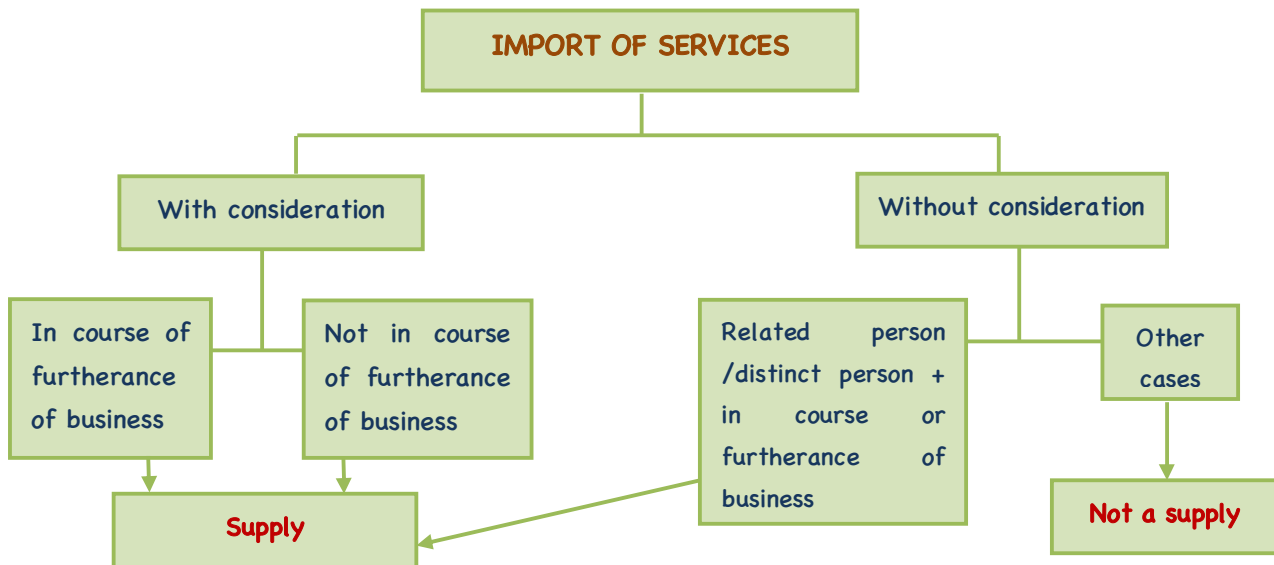 IMPORT OF SERVICES
With consideration
Without consideration
In course of
furtherance
of business
Not in course
of furtherance
of business
Related person
/distinct person +
in course or
furtherance of
business
Other
cases
Supply
Not a supply